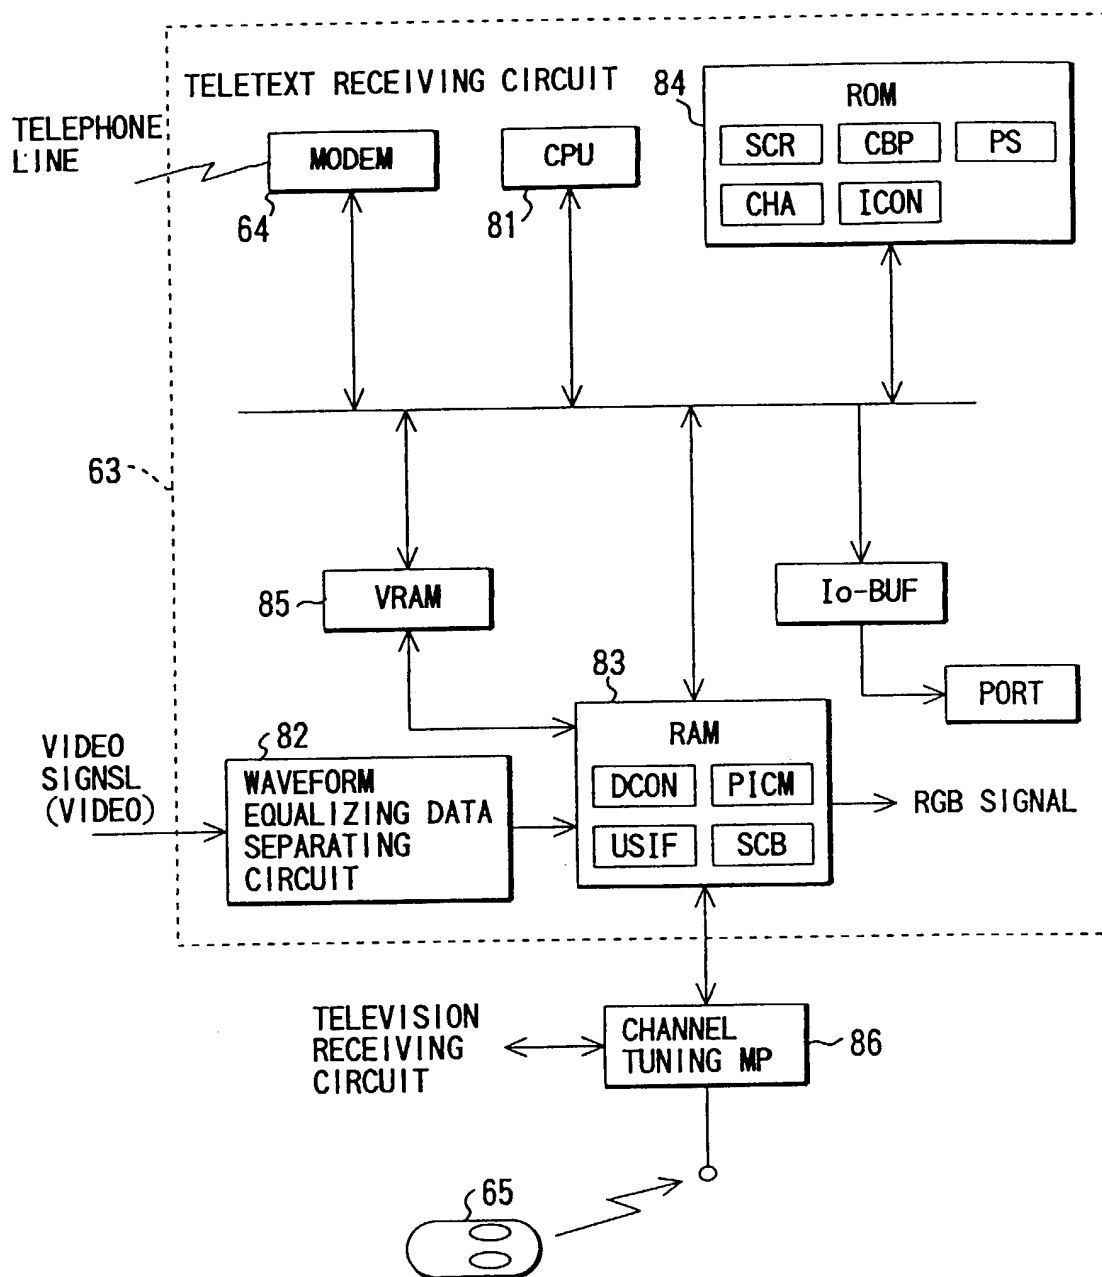 TELETEXT RECEIVING CIRCUIT
84
ROM
SCR
CBP
PS
CHA
ICON
TELEPHONE
LINE
MODEM
64
CPU
81
63
VRAM
85
Io-BUF
PORT
83
RAM
DCON
PICM
USIF
SCB
RGB SIGNAL
VIDEO
SIGNSL
(VIDEO)
82
WAVEFORM
EQUALIZING DATA
SEPARATING
CIRCUIT
TELEVISION
RECEIVING
CIRCUIT
CHANNEL
TUNING MP
86
65